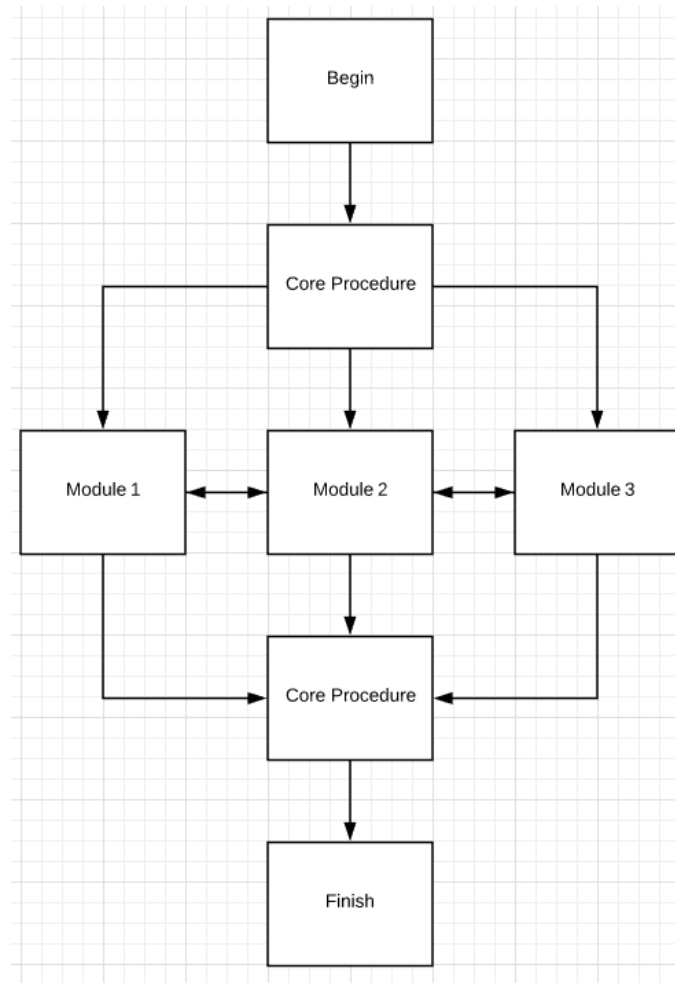 Begin
Core Procedure
Module 1
Module 2
Module 3
Core Procedure
Finish